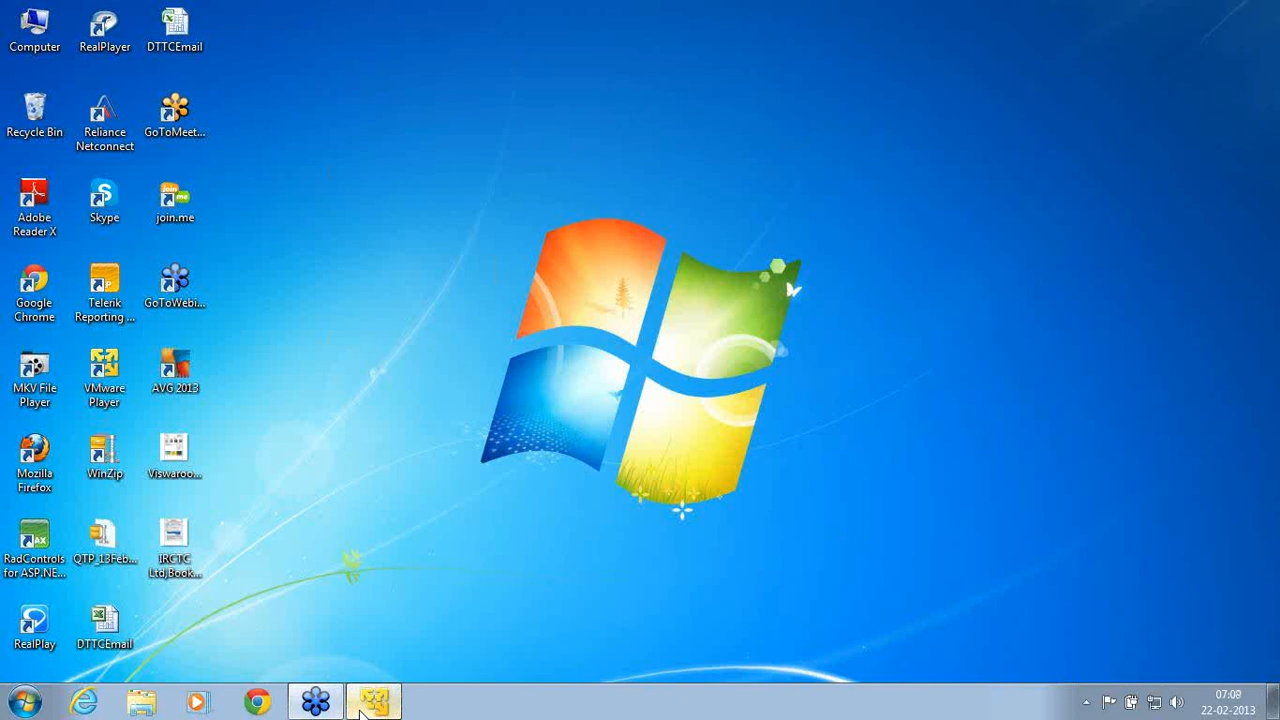 Computer
RealPlayer
DTTCEmail
Recycle Bin
Reliance
Netconnect
GoToMeet...
Adobe
Reader X
Skype
join.me
Google
Chrome
Telerik
Reporting ...
GoToWebi...
MKV File
Player
VMware
Player
AVG 2013
Mozilla
Firefox
WinZip
Viswaroo...
RadControls
for ASP.NE...
QTP_13Feb...
IRCTC
Ltd,Book...
RealPlay
DTTCEmail
07:08
22-02-2013